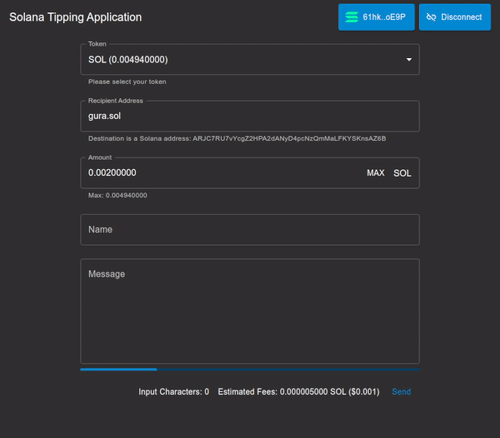 Solana Tipping Application
61hk..oE9P
Disconnect
Token
SOL (0.004940000)
Please select your token
Recipient Address
gura.sol
Destination is a Solana address: ARJC7RU7vYcgZ2HPA2dANyD4pcNzQmMaLFKYSKnsAZ6B
Amount
0.00200000 MAX SOL
Max: 0.004940000
Name
Message
Input Characters: 0 Estimated Fees: 0.000005000 SOL ($0.001) Send